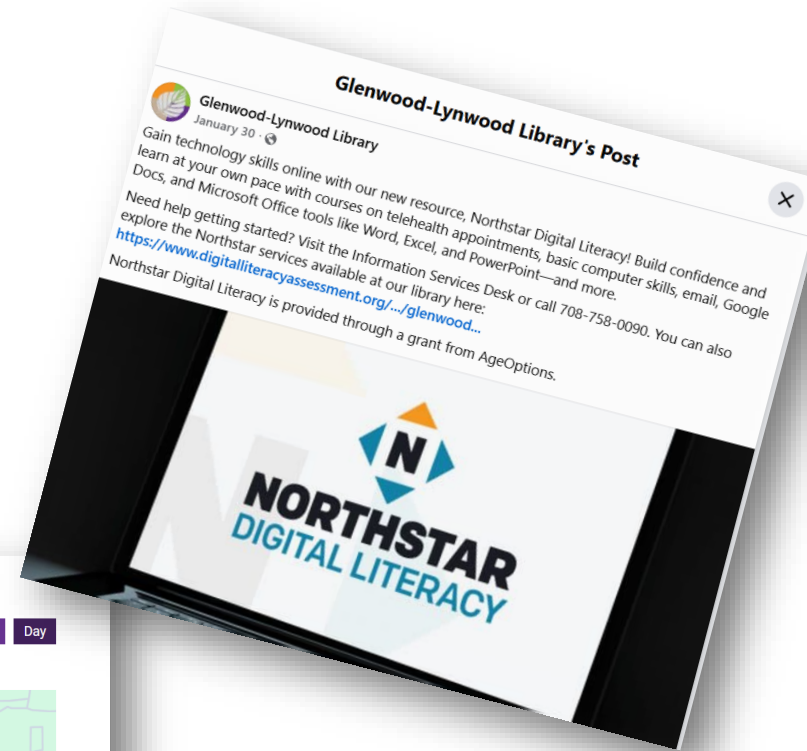 Glenwood-Lynwood Library's Post
Glenwood-Lynwood Library
January 30 ·
Gain technology skills online with our new resource, Northstar Digital Literacy! Build confidence and
learn at your own pace with courses on telehealth appointments, basic computer skills, email, Google
Docs, and Microsoft Office tools like Word, Excel, and PowerPoint—and more.
Need help getting started? Visit the Information Services Desk or call 708-758-0090. You can also
explore the Northstar services available at our library here:
https://www.digitalliteracyassessment.org/.../glenwood...
Northstar Digital Literacy is provided through a grant from AgeOptions.
N
NORTHSTAR
DIGITAL LITERACY
Day